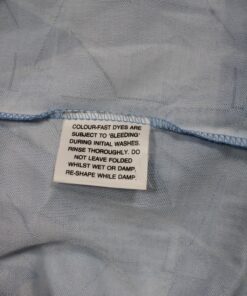 COLOUR-FAST DYES ARE
SUBJECT TO 'BLEEDING'
DURING INITIAL WASHES.
RINSE THOROUGHLY. DO
NOT LEAVE FOLDED
WHILST WET OR DAMP.
RE-SHAPE WHILE DAMP.